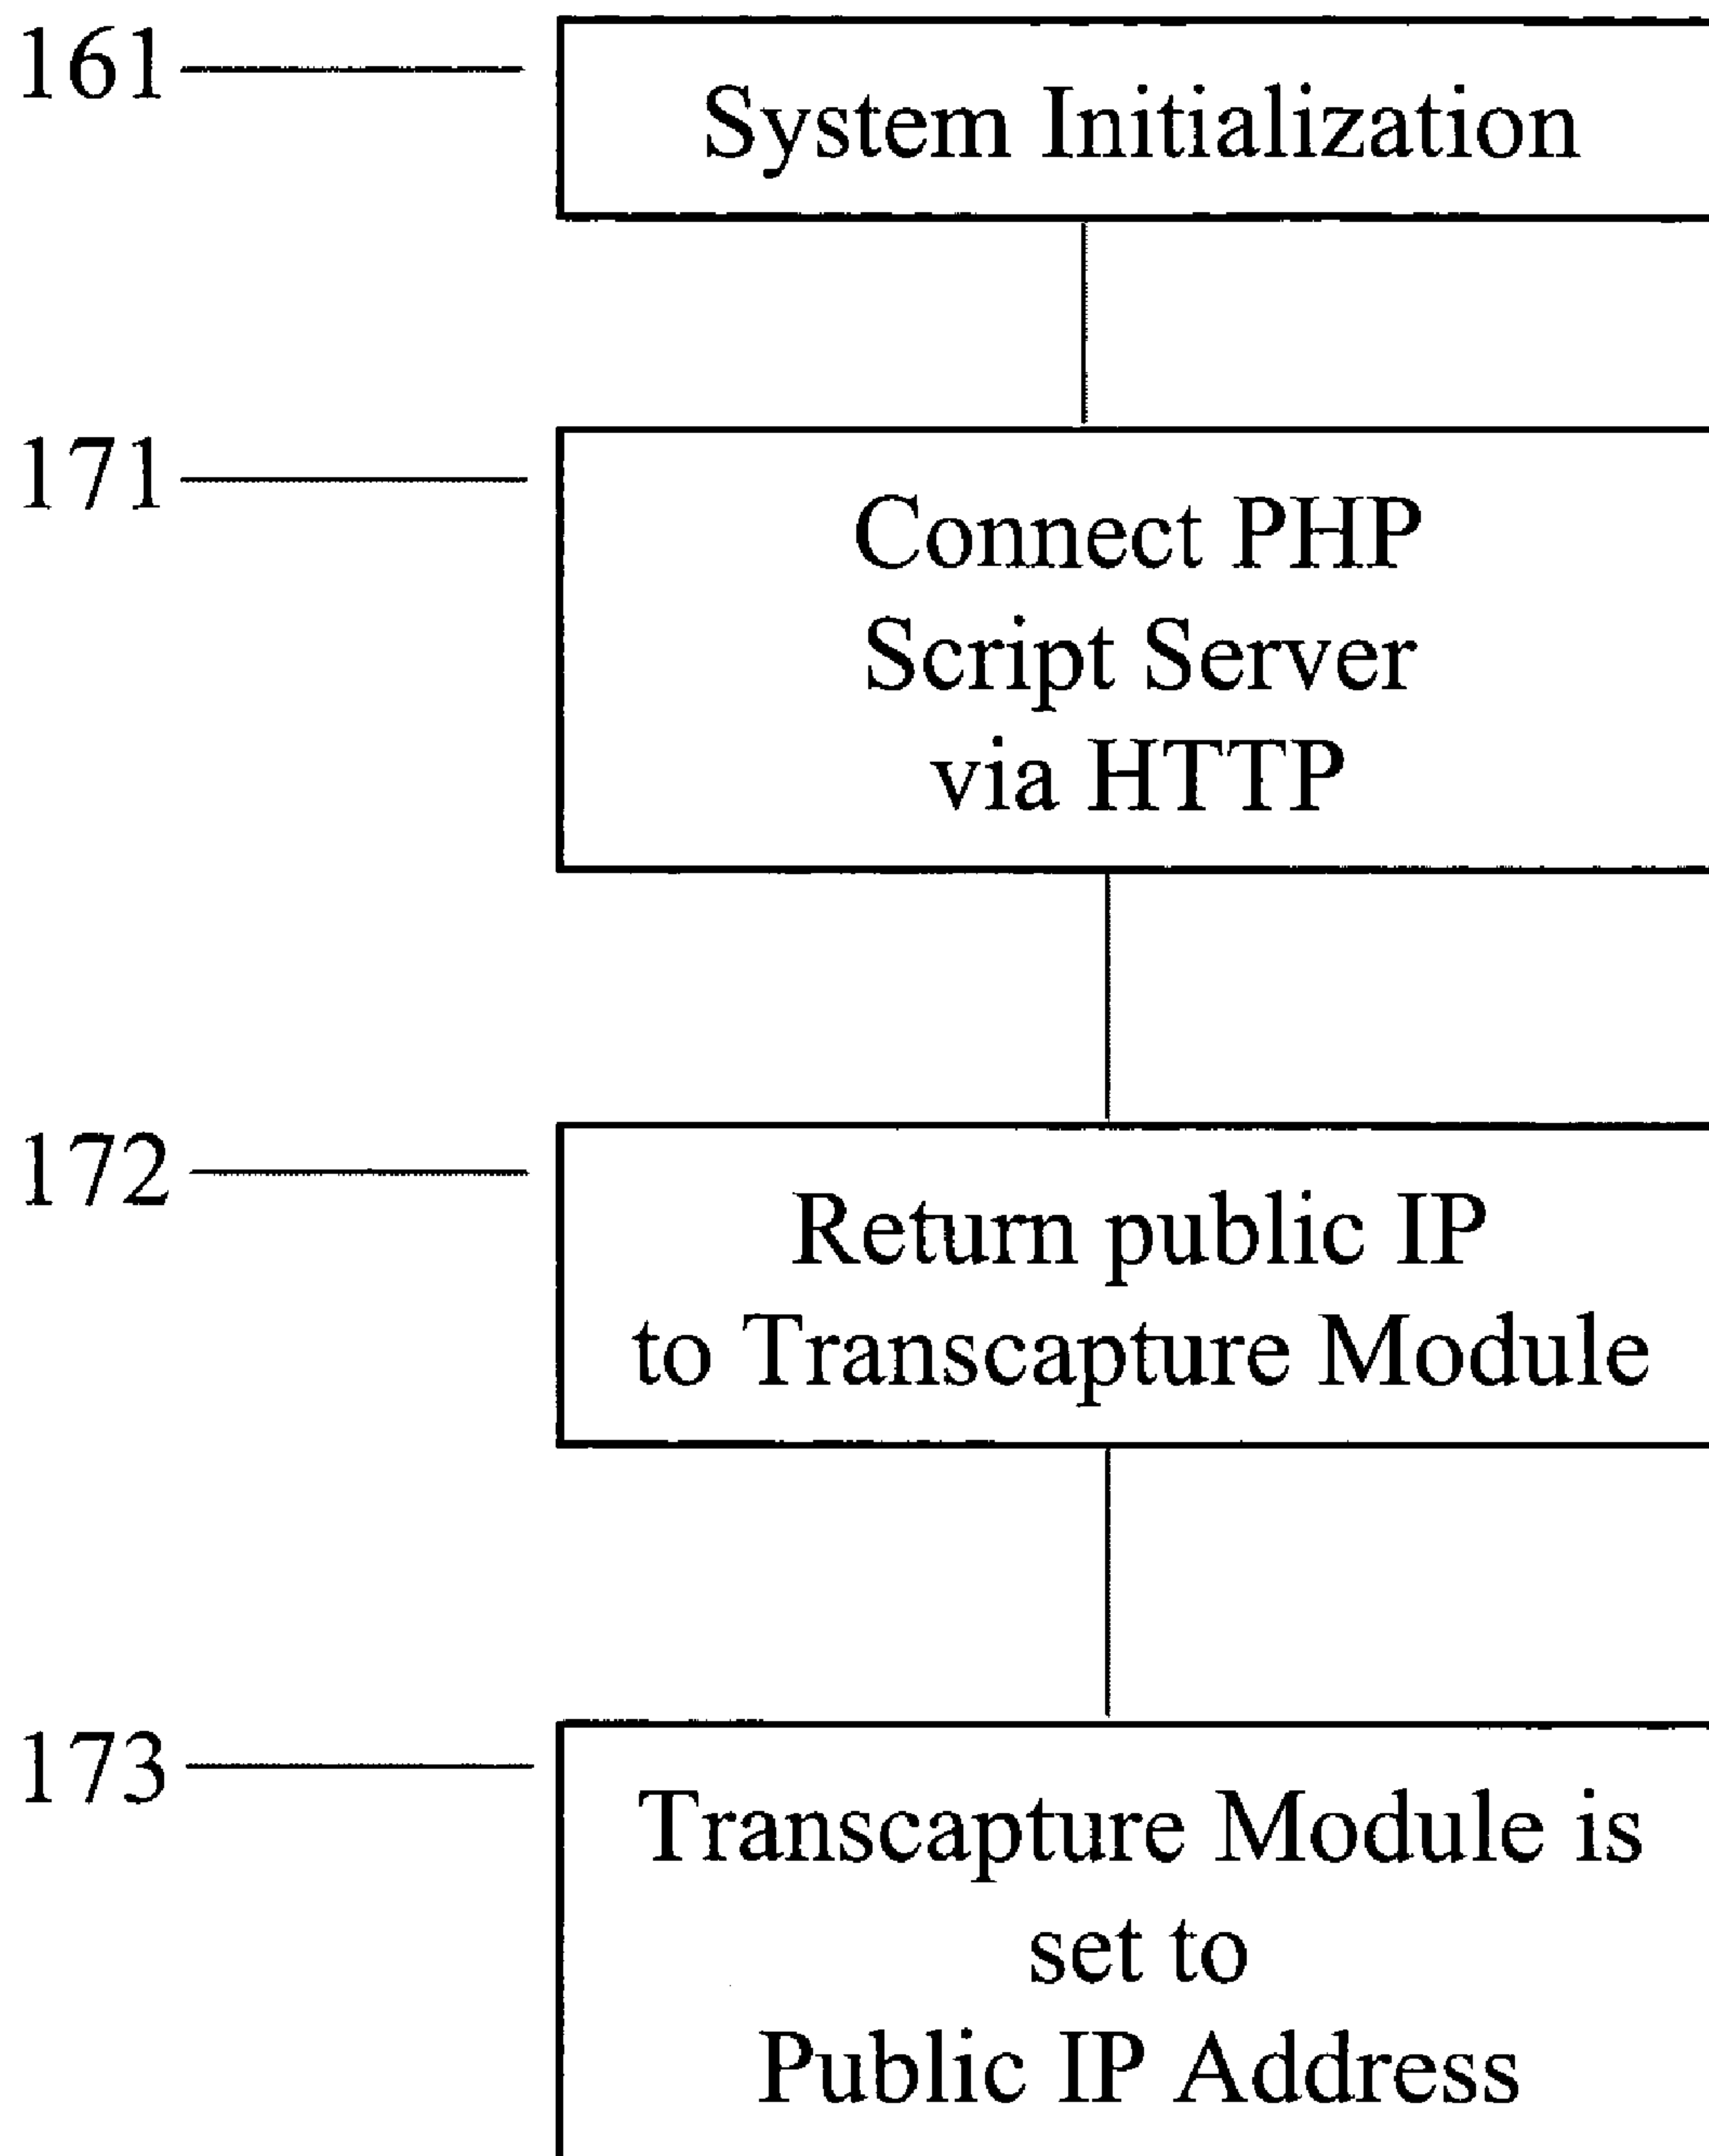 161
System Initialization
171
Connect PHP
Script Server
via HTTP
172
Return public IP
to Transcapture Module
173
Transcapture Module is
set to
Public IP Address